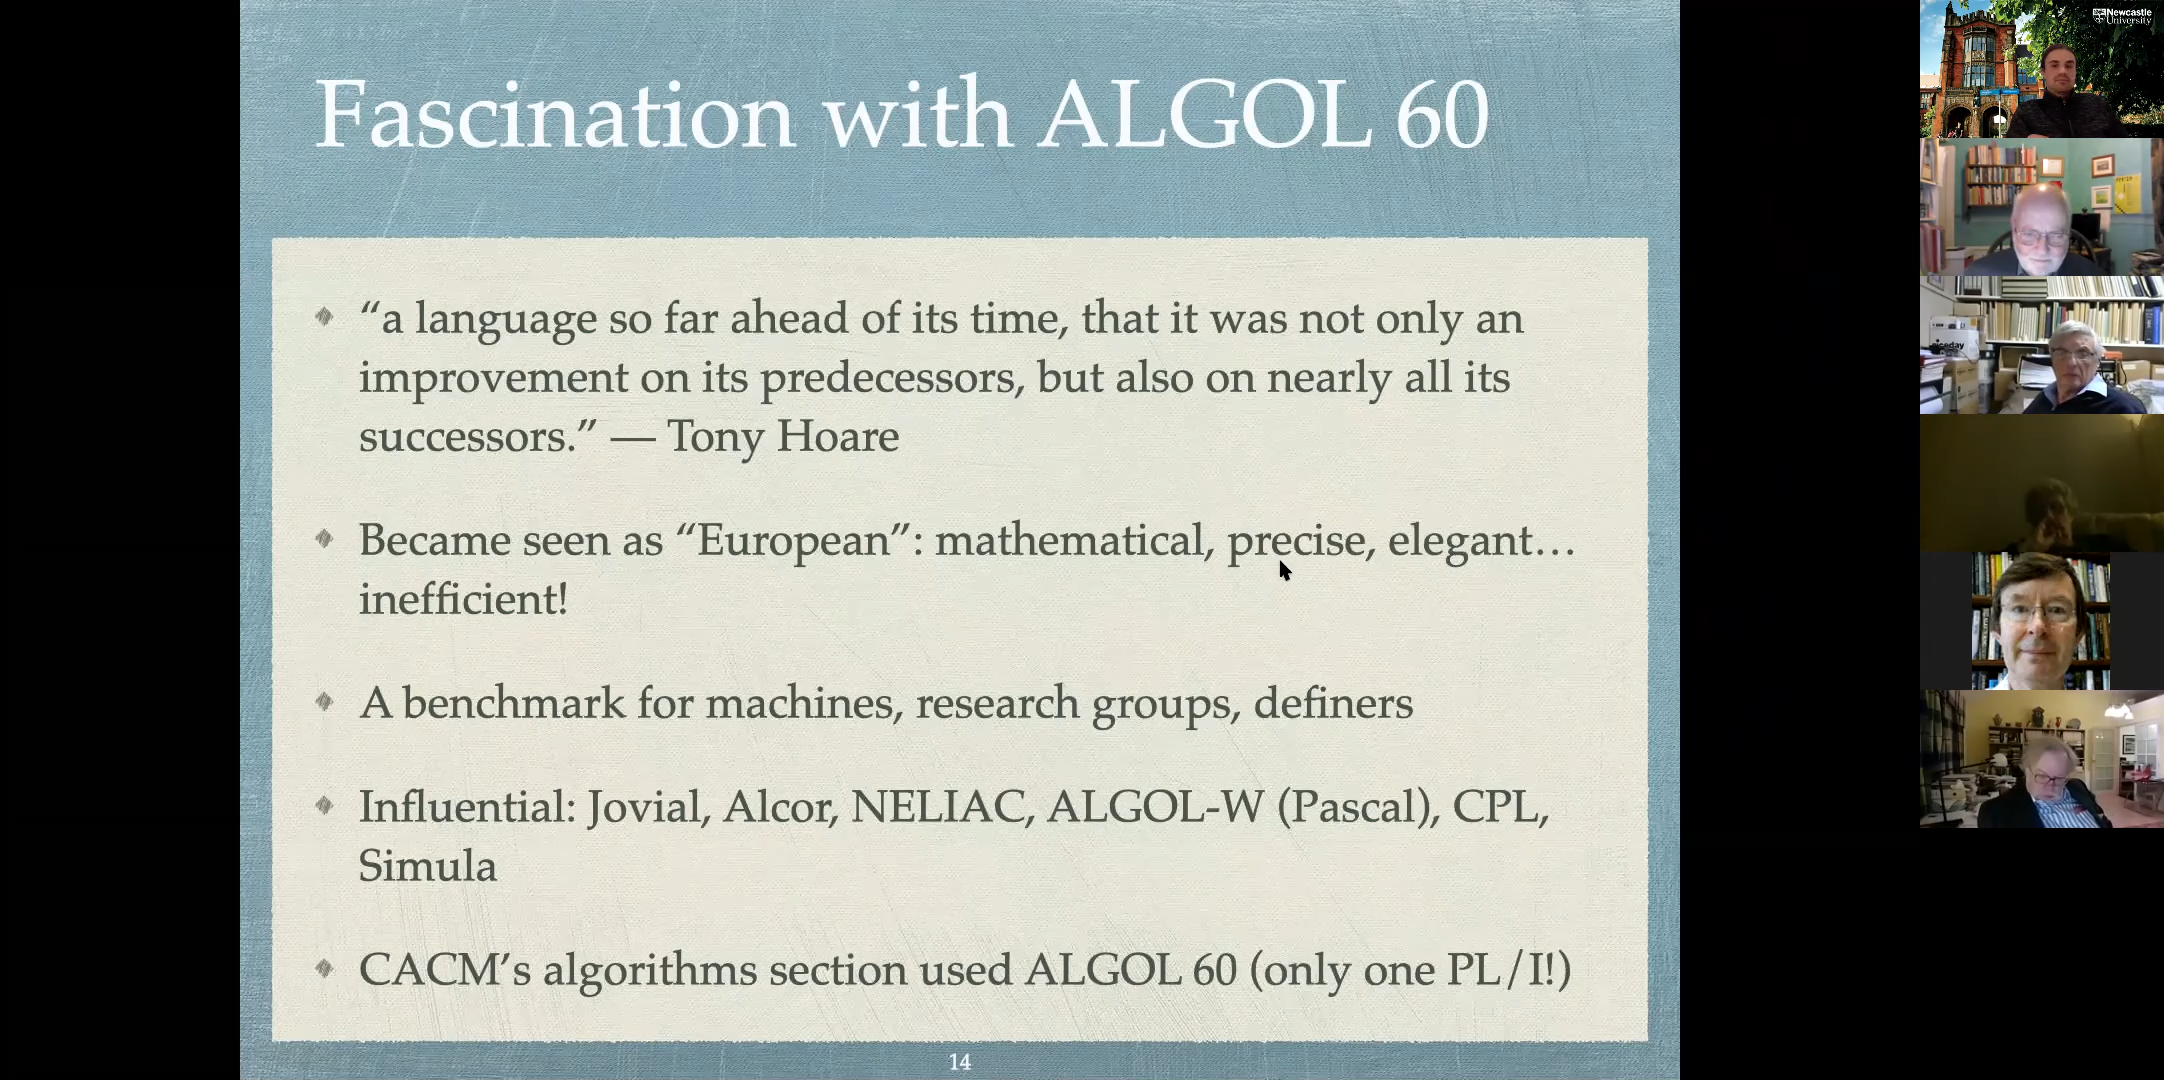 Fascination with ALGOL 60
“a language so far ahead of its time, that it was not only an
improvement on its predecessors, but also on nearly all its
successors.” — Tony Hoare
Became seen as “European”: mathematical, precise, elegant…
inefficient!
A benchmark for machines, research groups, definers
Influential: Jovial, Alcor, NELIAC, ALGOL-W (Pascal), CPL,
Simula
CACM’s algorithms section used ALGOL 60 (only one PL/I!)
14
Newcastle
University